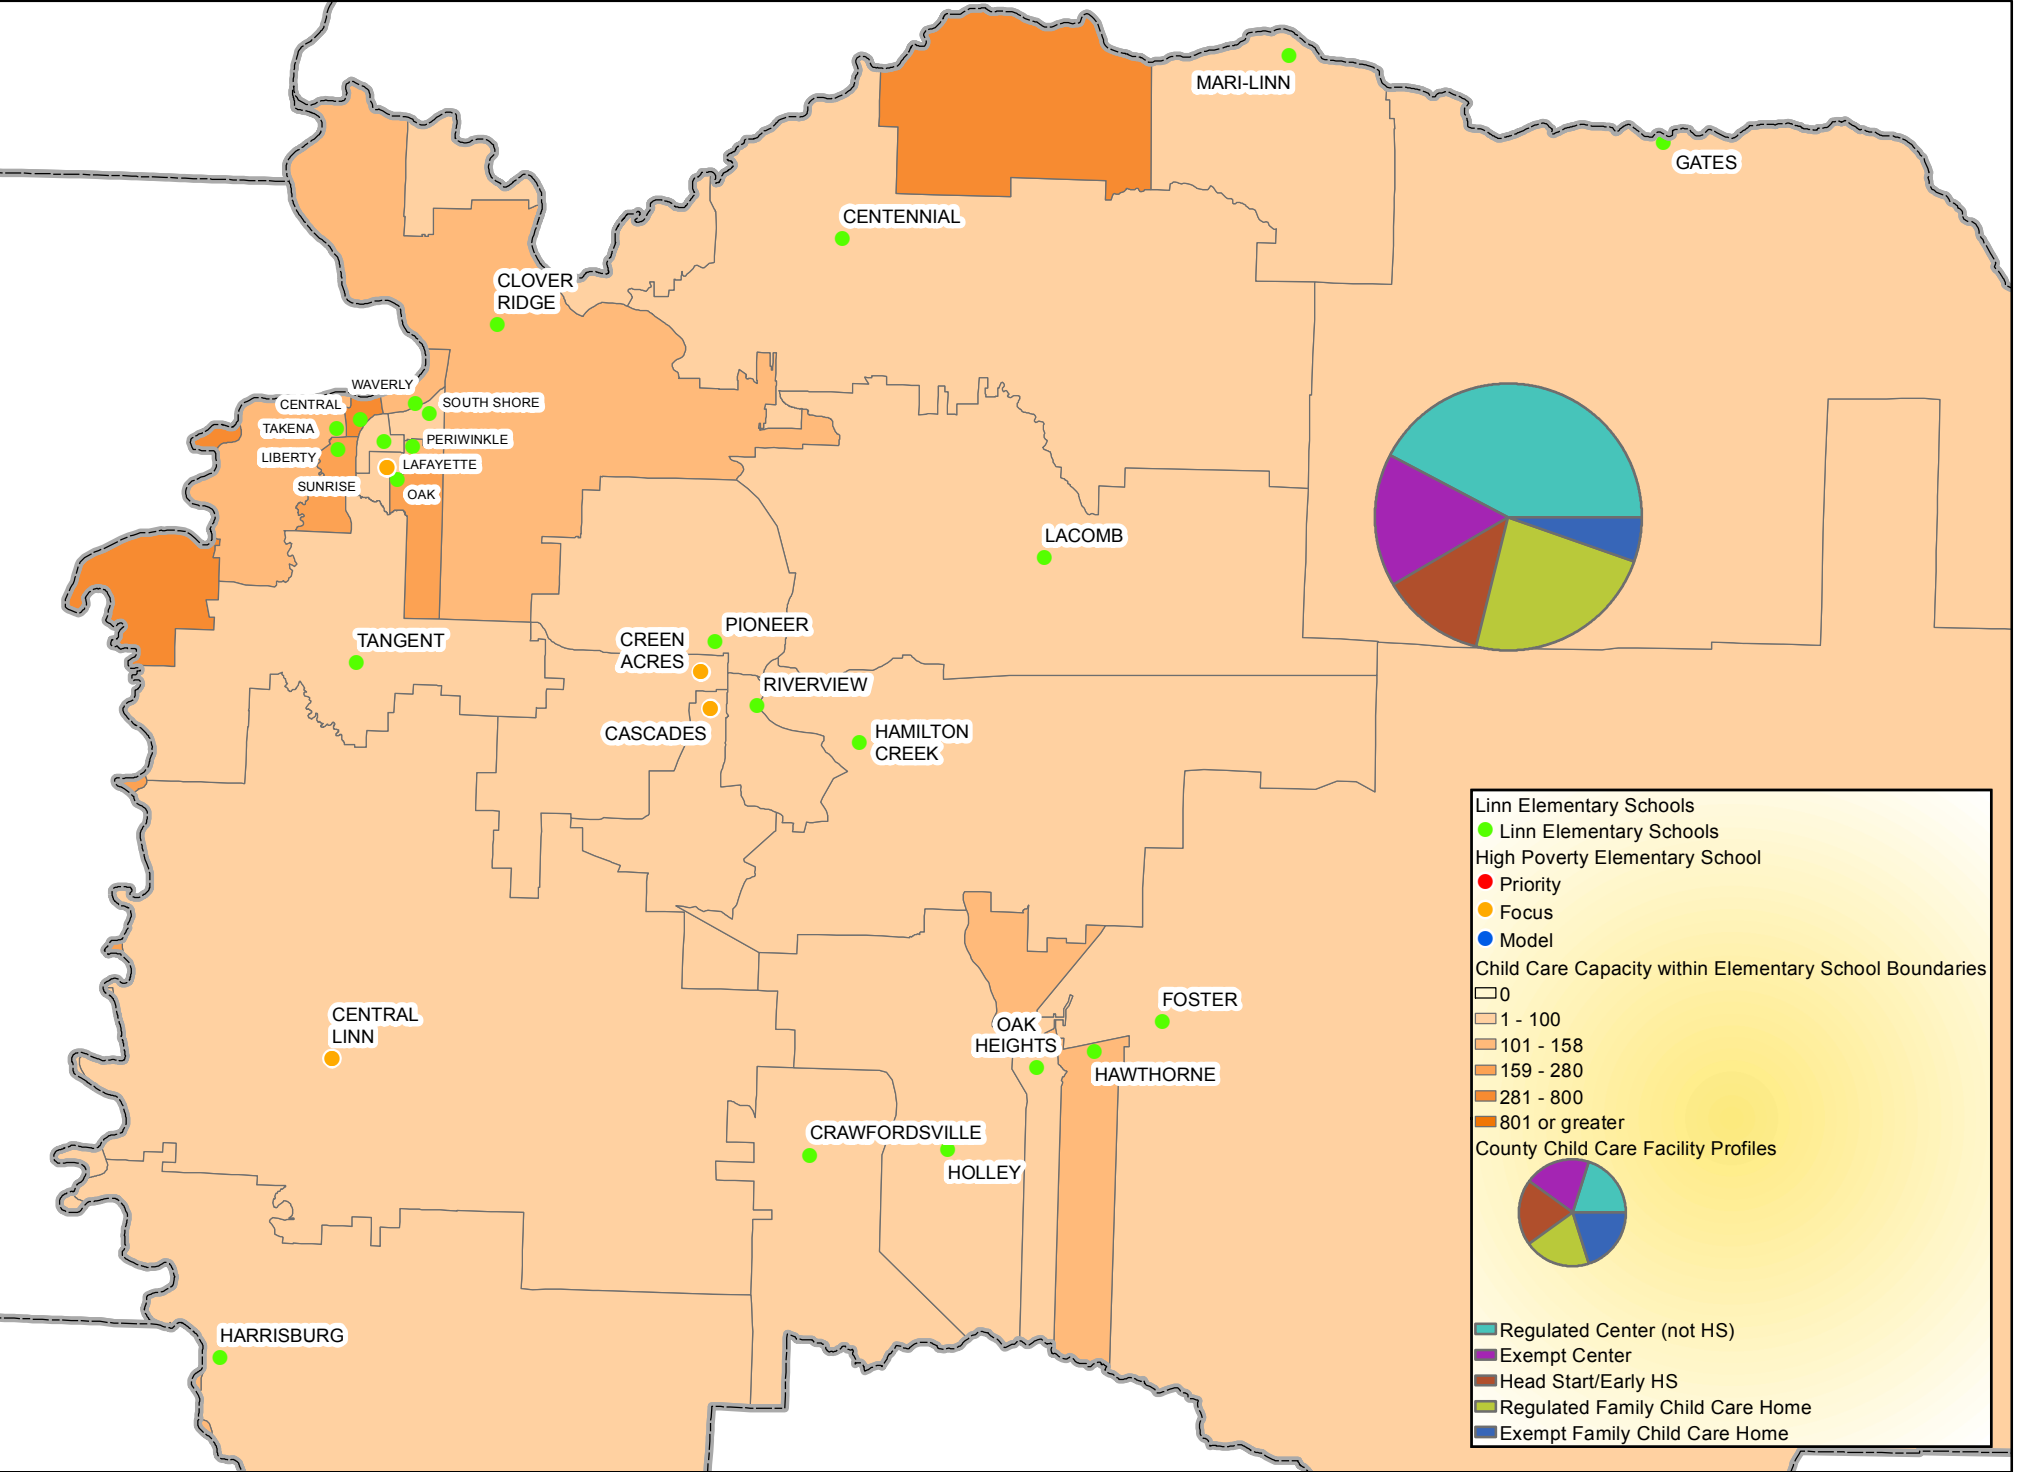 MARI-LINN
GATES
CENTENNIAL
CLOVER
RIDGE
WAVERLY
CENTRAL
SOUTH SHORE
TAKENA
PERIWINKLE
LIBERTY
LAFAYETTE
SUNRISE
OAK
LACOMB
TANGENT
PIONEER
CREEN
ACRES
RIVERVIEW
CASCADES
HAMILTON
CREEK
CENTRAL
LINN
FOSTER
OAK
HEIGHTS
HAWTHORNE
CRAWFORDSVILLE
HOLLEY
HARRISBURG
Linn Elementary Schools
Linn Elementary Schools
High Poverty Elementary School
Priority
Focus
Model
Child Care Capacity within Elementary School Boundaries
0
1 - 100
101 - 158
159 - 280
281 - 800
801 or greater
County Child Care Facility Profiles
Regulated Center (not HS)
Exempt Center
Head Start/Early HS
Regulated Family Child Care Home
Exempt Family Child Care Home